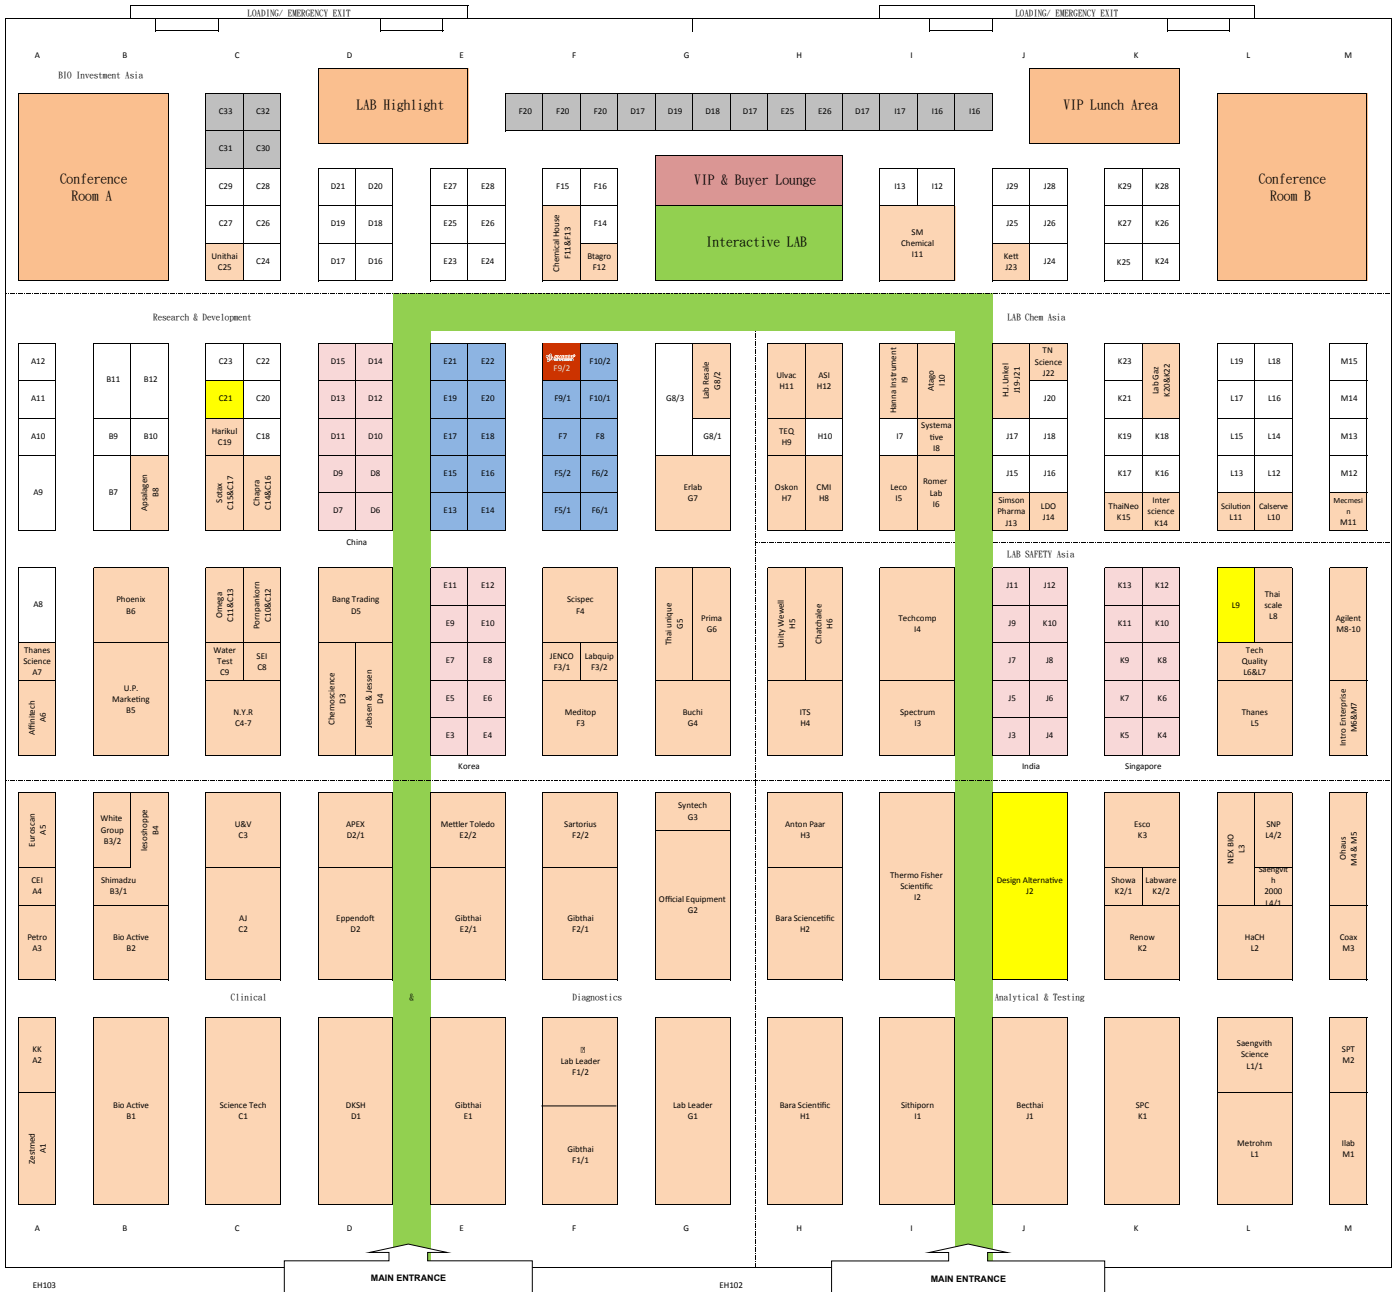 LOADING/ EMERGENCY EXIT
LOADING/ EMERGENCY EXIT
A B C D E F G H I J K L M
BIO Investment Asia
Conference
Room A
C33 C32
C31 C30
C29 C28
C27 C26
Unithai
C25
C24
LAB Highlight
D21 D20
D19 D18
D17 D16
E27 E28
E25 E26
E23 E24
F20 F20 F20 D17 D19 D18 D17 E25 E26 D17 I17 I16 I16
F15 F16
Chemical House
F11&F13
F14
Btagro
F12
VIP & Buyer Lounge
Interactive LAB
I13 I12
SM
Chemical
I11
VIP Lunch Area
J29 J28
J25 J26
Kett
J23
J24
K29 K28
K27 K26
K25 K24
Conference
Room B
Research & Development
LAB Chem Asia
A12
A11
A10
A9
B11 B12
B9 B10
B7
Apsalagen
B8
C23 C22
C21 C20
Harikul
C19
C18
Sotax
C15&C17
Chapra
C14&C16
D15 D14
D13 D12
D11 D10
D9 D8
D7 D6
China
E21 E22
E19 E20
E17 E18
E15 E16
E13 E14
F9/2 F10/2
F9/1 F10/1
F7 F8
F5/2 F6/2
F5/1 F6/1
G8/3
Lab Resale
G8/2
G8/1
Erlab
G7
Ulvac
H11
ASI
H12
TEQ
H9
H10
Oskon
H7
CMI
H8
Hanna Instrument
I9
Atago
I10
I7
Systema
tive
I8
Leco
I5
Romer
Lab
I6
H.J. Unkel
J19-J21
TN
Science
J22
J20
J17 J18
J15 J16
Simson
Pharma
J13
LDO
J14
K23
Lab Gaz
K20&K22
K21
K19 K18
K17 K16
ThaiNeo
K15
Inter
science
K14
L19 L18
L17 L16
L15 L14
L13 L12
Scilution
L11
Calserve
L10
M15
M14
M13
M12
Mecmesi
n
M11
LAB SAFETY Asia
A8
Thanes
Science
A7
Affinitech
A6
Phoenix
B6
U.P.
Marketing
B5
Omega
C11&C13
Pornpankorn
C10&C12
Water
Test
C9
SEI
C8
N.Y.R
C4-7
Bang Trading
D5
Chemoscience
D3
Jebsen & Jessen
D4
E11 E12
E9 E10
E7 E8
E5 E6
E3 E4
Korea
Scispec
F4
JENCO
F3/1
Labquip
F3/2
Meditop
F3
Thai unique
G5
Prima
G6
Buchi
G4
Unity Wewell
H5
Chatchalee
H6
ITS
H4
Techcomp
I4
Spectrum
I3
J11 J12
J9 K10
J7 J8
J5 J6
J3 J4
India
K13 K12
K11 K10
K9 K8
K7 K6
K5 K4
Singapore
L9
Thai
scale
L8
Tech
Quality
L6&L7
Thanes
L5
Agilent
M8-10
Intro Enterprise
M6&M7
Euroscan
A5
CEI
A4
Petro
A3
White
Group
B3/2
lesoshoppe
B4
Shimadzu
B3/1
Bio Active
B2
U&V
C3
AJ
C2
APEX
D2/1
Eppendoft
D2
Mettler Toledo
E2/2
Gibthai
E2/1
Sartorius
F2/2
Gibthai
F2/1
Syntech
G3
Official Equipment
G2
Anton Paar
H3
Bara Sciencetific
H2
Thermo Fisher
Scientific
I2
Design Alternative
J2
Esco
K3
Showa
K2/1
Labware
K2/2
Renow
K2
NEX BIO
L3
SNP
L4/2
Saengvit
h
2000
L4/1
HaCH
L2
Ohaus
M4 & M5
Coax
M3
Clinical & Diagnostics
Analytical & Testing
KK
A2
Zestmed
A1
Bio Active
B1
Science Tech
C1
DKSH
D1
Gibthai
E1
Lab Leader
F1/2
Gibthai
F1/1
Lab Leader
G1
Bara Scientific
H1
Sithiporn
I1
Becthai
J1
SPC
K1
Saengvith
Science
L1/1
Metrohm
L1
SPT
M2
Ilab
M1
A B C D E F G H I J K L M
MAIN ENTRANCE
MAIN ENTRANCE
EH103
EH102